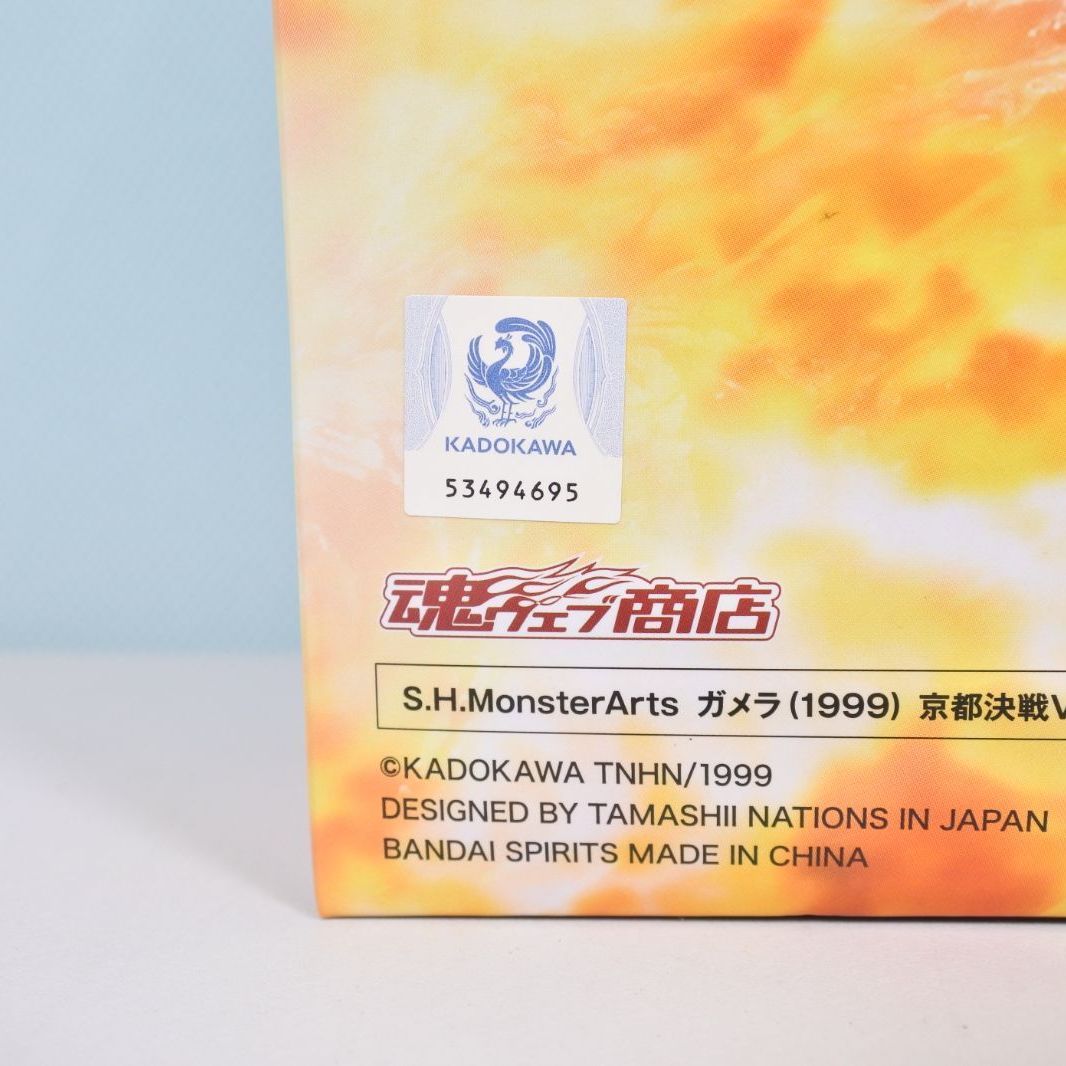 KADOKAWA
53494695
魂ウェブ商店
S.H.MonsterArts ガメラ(1999) 京都決戦V
©KADOKAWA TNHN/1999
DESIGNED BY TAMASHII NATIONS IN JAPAN
BANDAI SPIRITS MADE IN CHINA